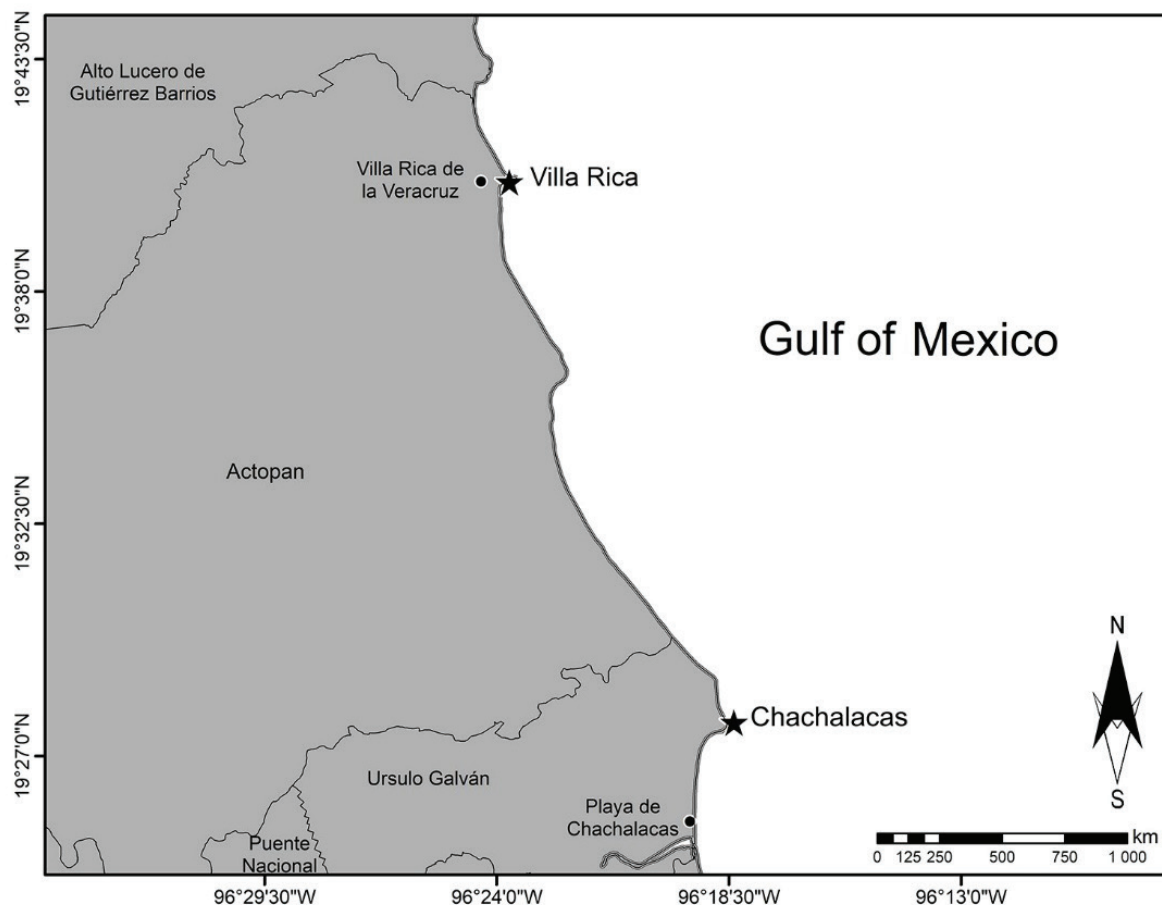 19°43'30"N
Alto Lucero de
Gutiérrez Barrios
Villa Rica de
la Veracruz
Villa Rica
19°38'0"N
Gulf of Mexico
Actopan
19°32'30"N
N
S
Chachalacas
19°27'0"N
Ursulo Galván
Playa de
Chachalacas
Puente
Nacional
km
0 125 250 500 750 1 000
96°29'30"W 96°24'0"W 96°18'30"W 96°13'0"W